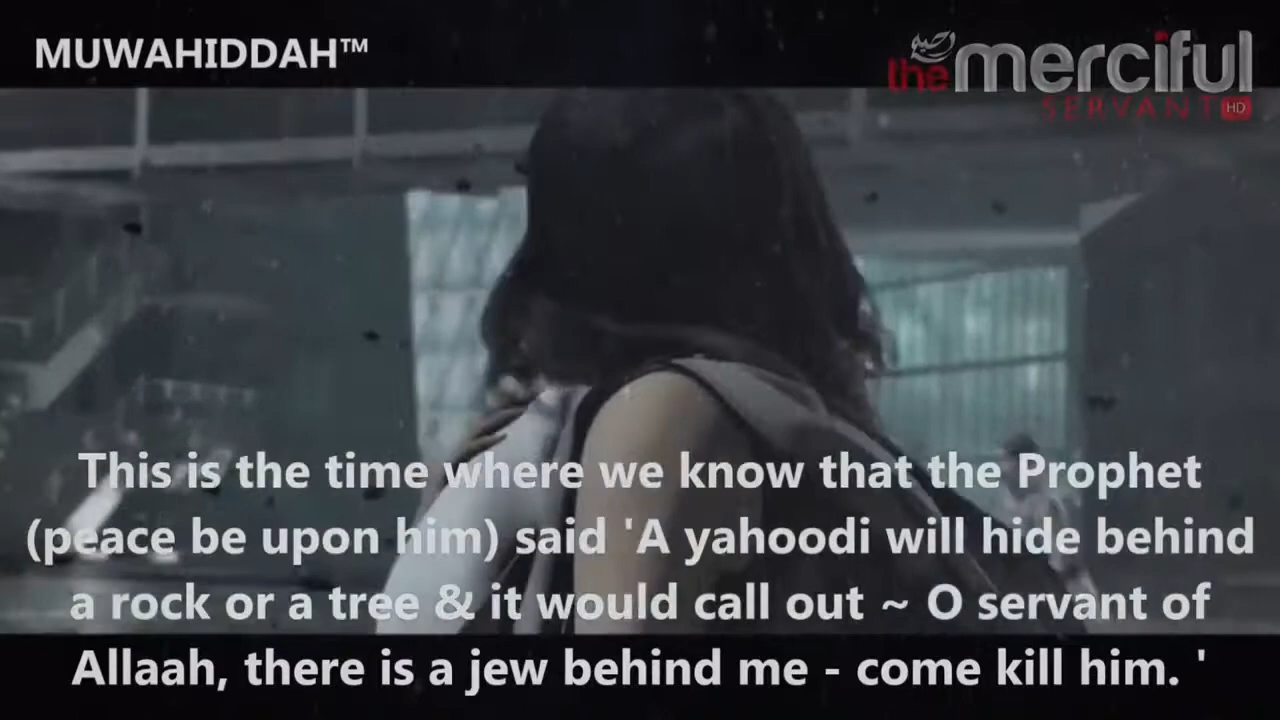 MUWAHIDDAH™
the merciful
SERVANT HD
This is the time where we know that the Prophet
(peace be upon him) said 'A yahoodi will hide behind
a rock or a tree & it would call out ~ O servant of
Allaah, there is a jew behind me - come kill him. '